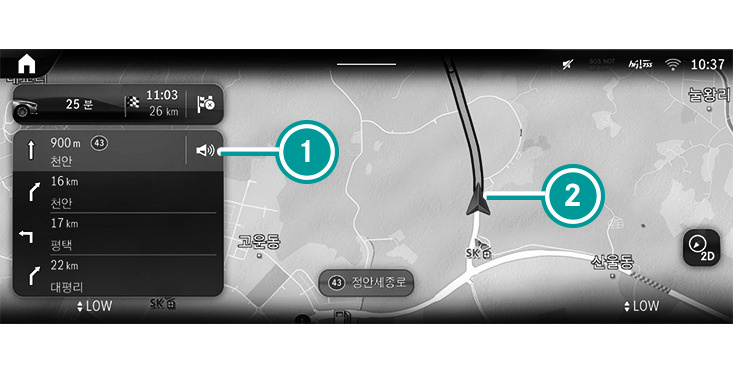 10:37
25 분
11:03
26 km
900 m 43
천안
16 km
천안
17 km
평택
22 km
대평리
1
2
눌왕리
고운동
SK
산울동
2D
43 정안세종로
LOW
SK
LOW